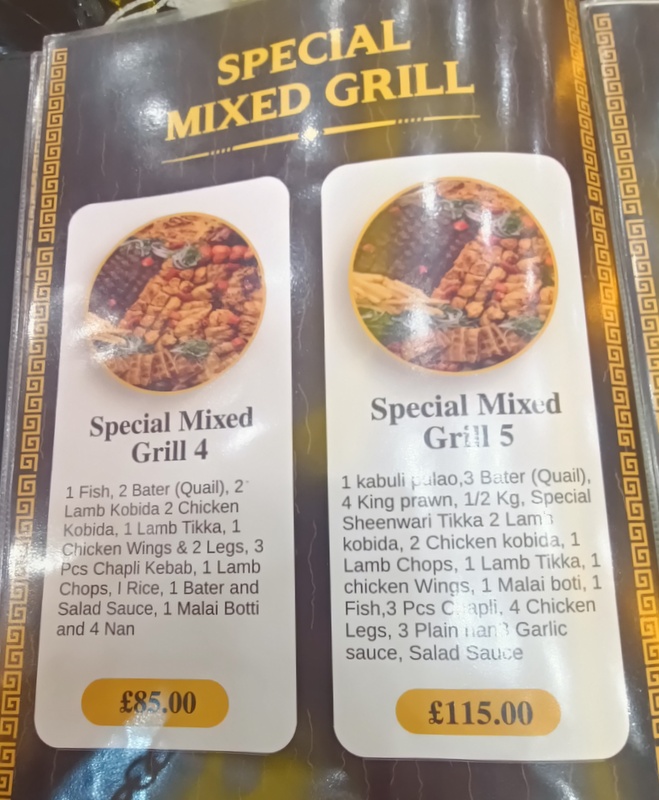 SPECIAL
MIXED GRILL
Special Mixed
Grill 4
1 Fish, 2 Bater (Quail), 2
Lamb Kobida 2 Chicken
Kobida, 1 Lamb Tikka, 1
Chicken Wings & 2 Legs, 3
Pcs Chapli Kebab, 1 Lamb
Chops, I Rice, 1 Bater and
Salad Sauce, 1 Malai Botti
and 4 Nan
£85.00
Special Mixed
Grill 5
1 kabuli pulao,3 Bater (Quail),
4 King prawn, 1/2 Kg, Special
Sheenwari Tikka 2 Lamb
kobida, 2 Chicken kobida, 1
Lamb Chops, 1 Lamb Tikka, 1
chicken Wings, 1 Malai boti, 1
Fish,3 Pcs Chapli, 4 Chicken
Legs, 3 Plain nan3 Garlic
sauce, Salad Sauce
£115.00